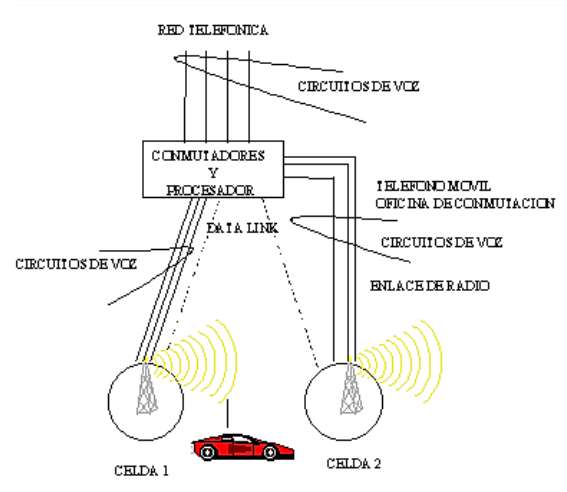 RED TELEFONICA
CIRCUITOS DE VOZ
CONMUTADORES
Y
PROCESADOR
TELEFONO MOVIL
OFICINA DE CONMUTACION
DATA LINK
CIRCUITOS DE VOZ
CIRCUITOS DE VOZ
ENLACE DE RADIO
CELDA 1
CELDA 2